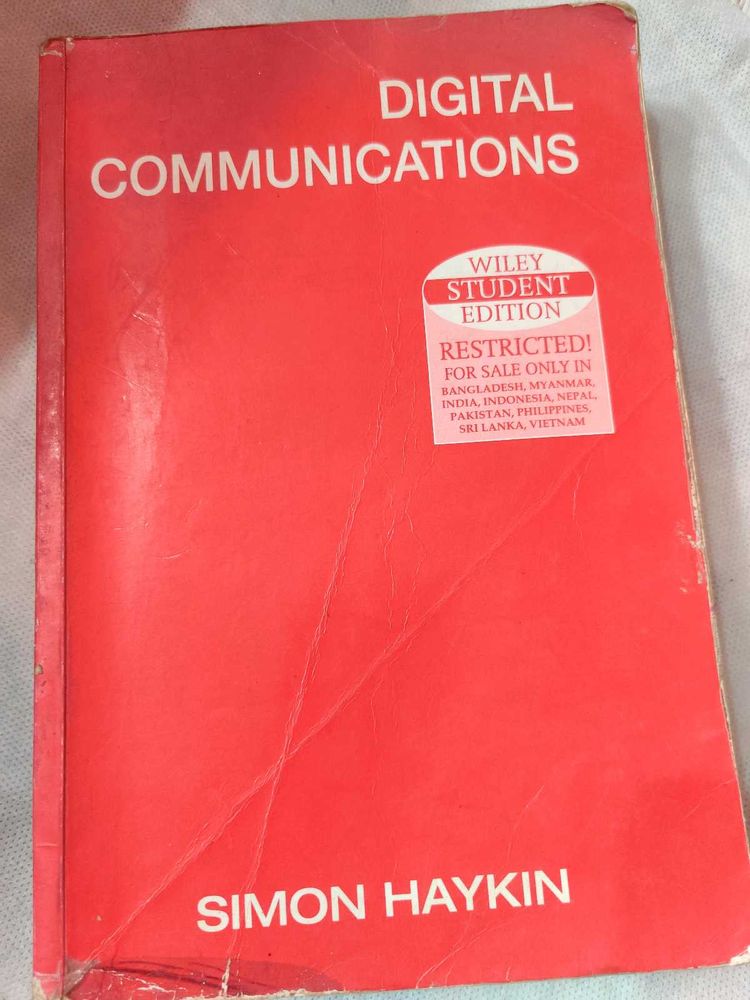 DIGITAL
COMMUNICATIONS
WILEY
STUDENT
EDITION
RESTRICTED!
FOR SALE ONLY IN
BANGLADESH, MYANMAR,
INDIA, INDONESIA, NEPAL,
PAKISTAN, PHILIPPINES,
SRI LANKA, VIETNAM
SIMON HAYKIN